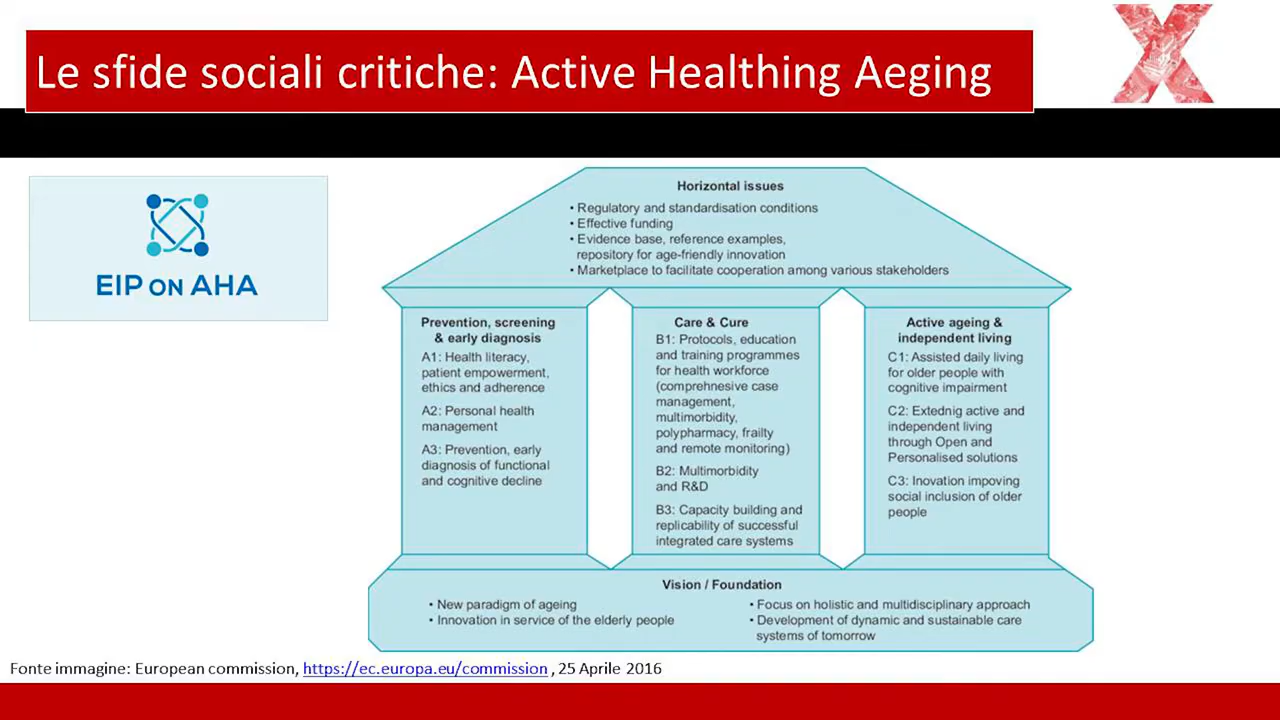 Le sfide sociali critiche: Active Healthing Aeging
EIP ON AHA
Horizontal issues
• Regulatory and standardisation conditions
• Effective funding
• Evidence base, reference examples,
repository for age-friendly innovation
• Marketplace to facilitate cooperation among various stakeholders
Prevention, screening
& early diagnosis
A1: Health literacy,
patient empowerment,
ethics and adherence
A2: Personal health
management
A3: Prevention, early
diagnosis of functional
and cognitive decline
Care & Cure
B1: Protocols, education
and training programmes
for health workforce
(comprehnesive case
management,
multimorbidity,
polypharmacy, frailty
and remote monitoring)
B2: Multimorbidity
and R&D
B3: Capacity building and
replicability of successful
integrated care systems
Active ageing &
independent living
C1: Assisted daily living
for older people with
cognitive impairment
C2: Extednig active and
independent living
through Open and
Personalised solutions
C3: Inovation impoving
social inclusion of older
people
Vision / Foundation
• New paradigm of ageing
• Innovation in service of the elderly people
• Focus on holistic and multidisciplinary approach
• Development of dynamic and sustainable care
systems of tomorrow
Fonte immagine: European commission, https://ec.europa.eu/commission , 25 Aprile 2016